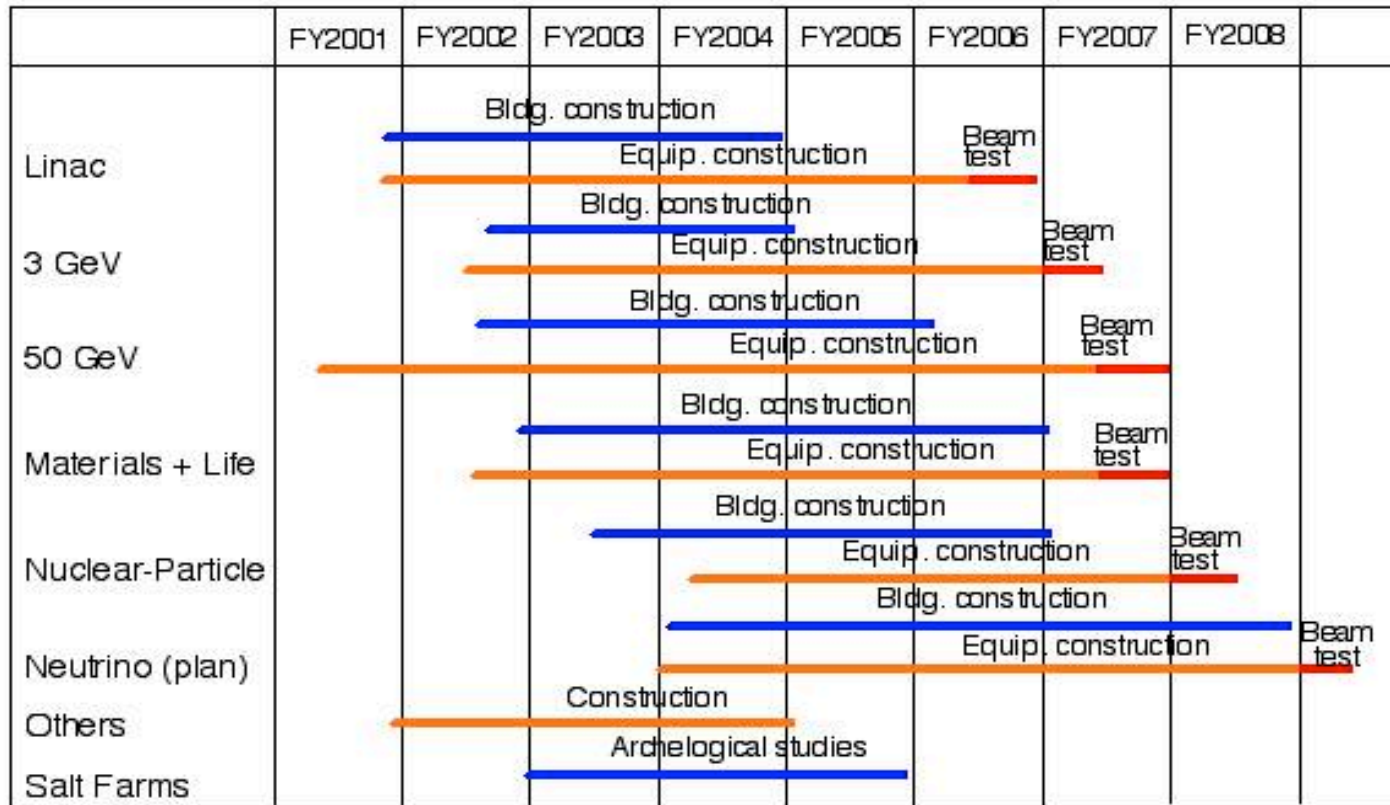 FY2001 FY2002 FY2003 FY2004 FY2005 FY2006 FY2007 FY2008
Bldg. construction
Linac
Equip. construction
Beam
test
Bldg. construction
3 GeV
Equip. construction
Beam
test
Bldg. construction
50 GeV
Equip. construction
Beam
test
Bldg. construction
Materials + Life
Equip. construction
Beam
test
Bldg. construction
Nuclear-Particle
Equip. construction
Beam
test
Bldg. construction
Neutrino (plan)
Equip. construction
Beam
test
Others
Construction
Salt Farms
Archelogical studies